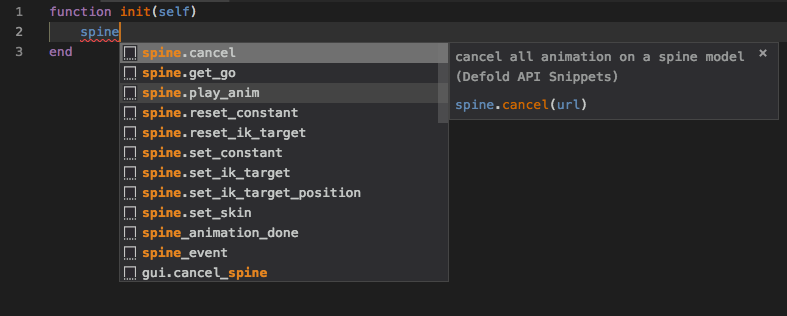 1 function init(self)
2 spine
3 end
spine.cancel
spine.get_go
spine.play_anim
spine.reset_constant
spine.reset_ik_target
spine.set_constant
spine.set_ik_target
spine.set_ik_target_position
spine.set_skin
spine_animation_done
spine_event
gui.cancel_spine
cancel all animation on a spine model ×
(Defold API Snippets)
spine.cancel(url)